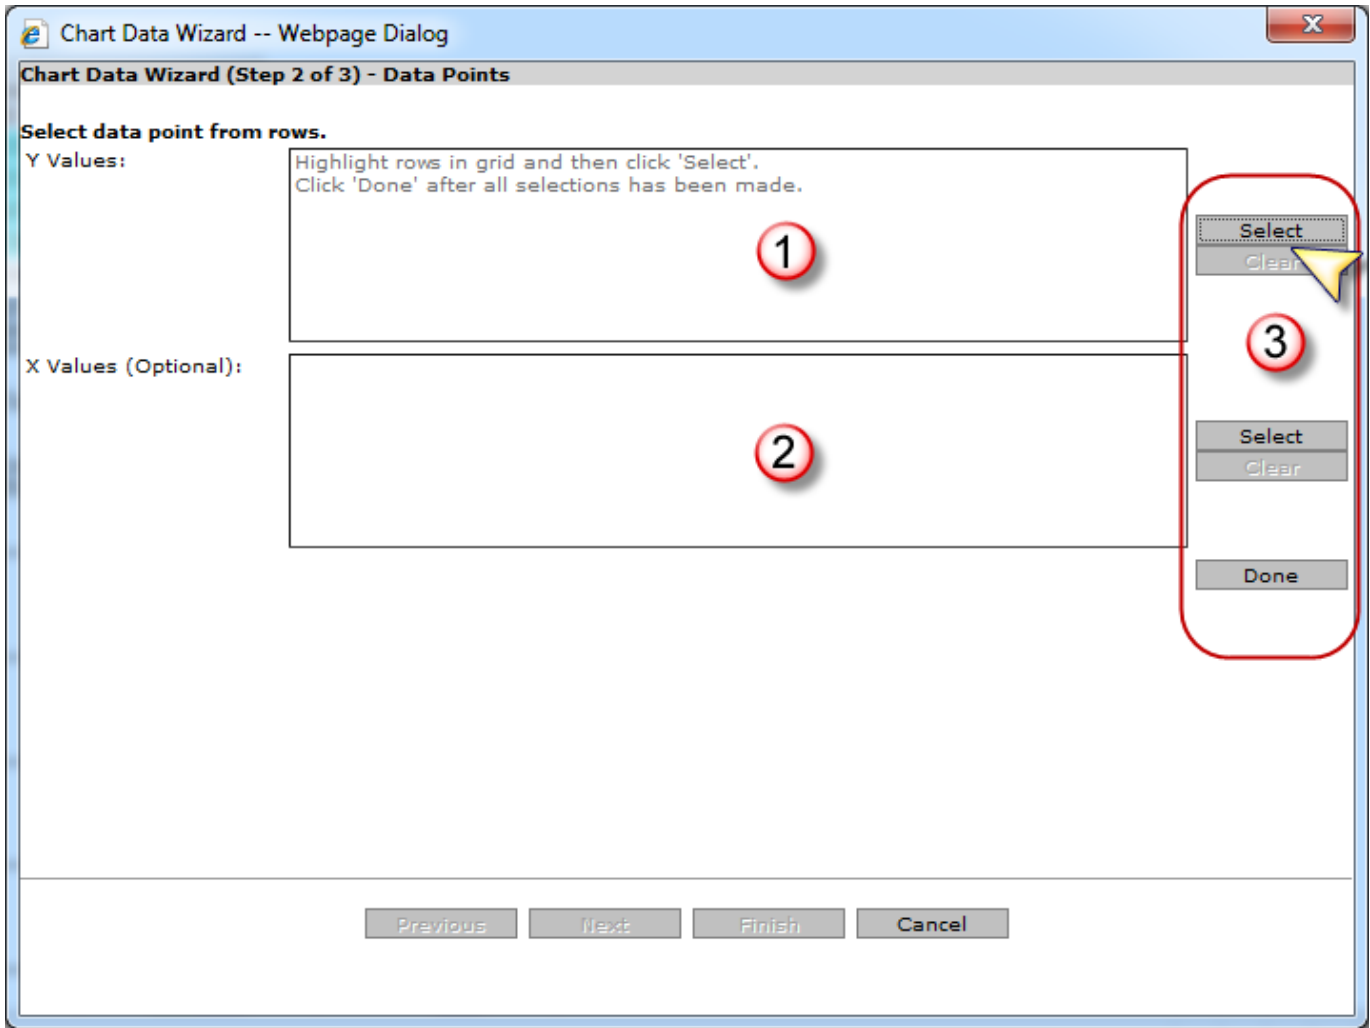 Chart Data Wizard -- Webpage Dialog
x
Chart Data Wizard (Step 2 of 3) - Data Points
Select data point from rows.
Y Values:
Highlight rows in grid and then click 'Select'.
Click 'Done' after all selections has been made.
1
Select
Clear
3
X Values (Optional):
2
Select
Clear
Done
Previous Next Finish Cancel